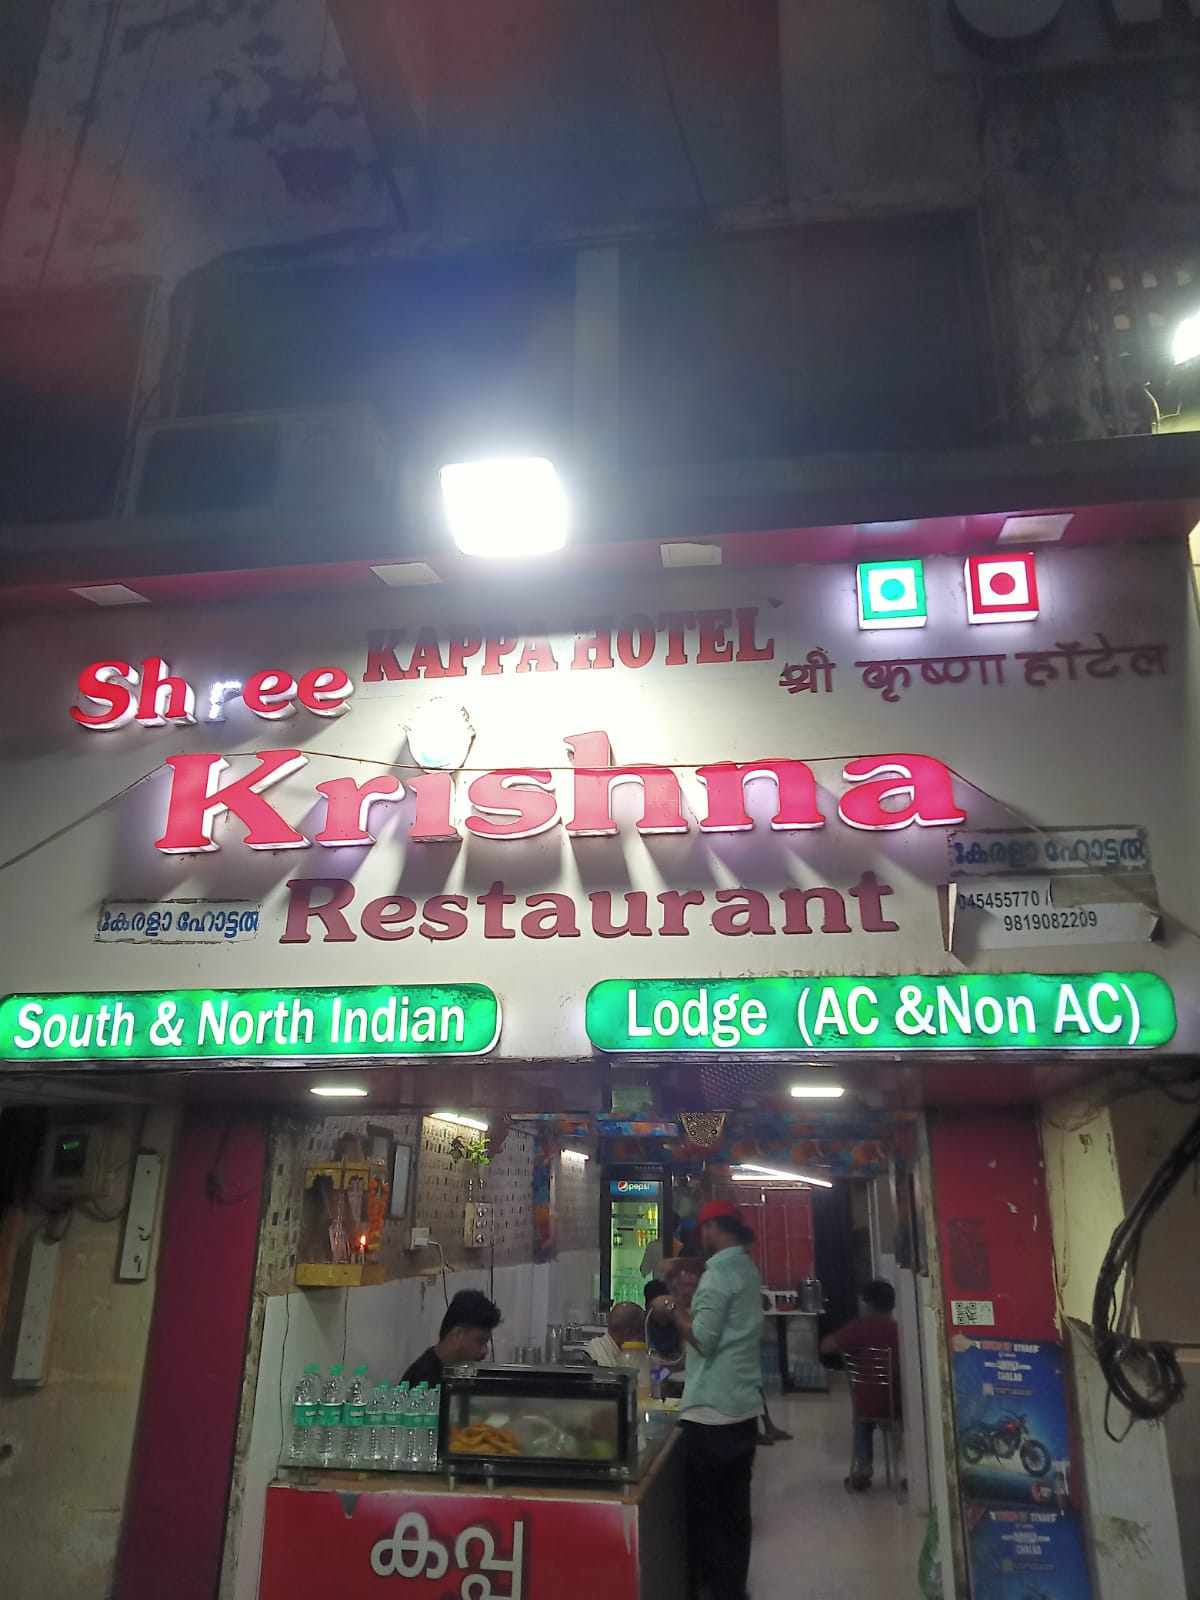 KAPPA HOTEL
Shree
श्री कृष्णा हॉटेल
Krishna
കേരളാ ഹോട്ടൽ
കേരളാ ഹോട്ടൽ
Restaurant
045455770 /
9819082209
South & North Indian
Lodge (AC &Non AC)
pepsi
കപ്പ